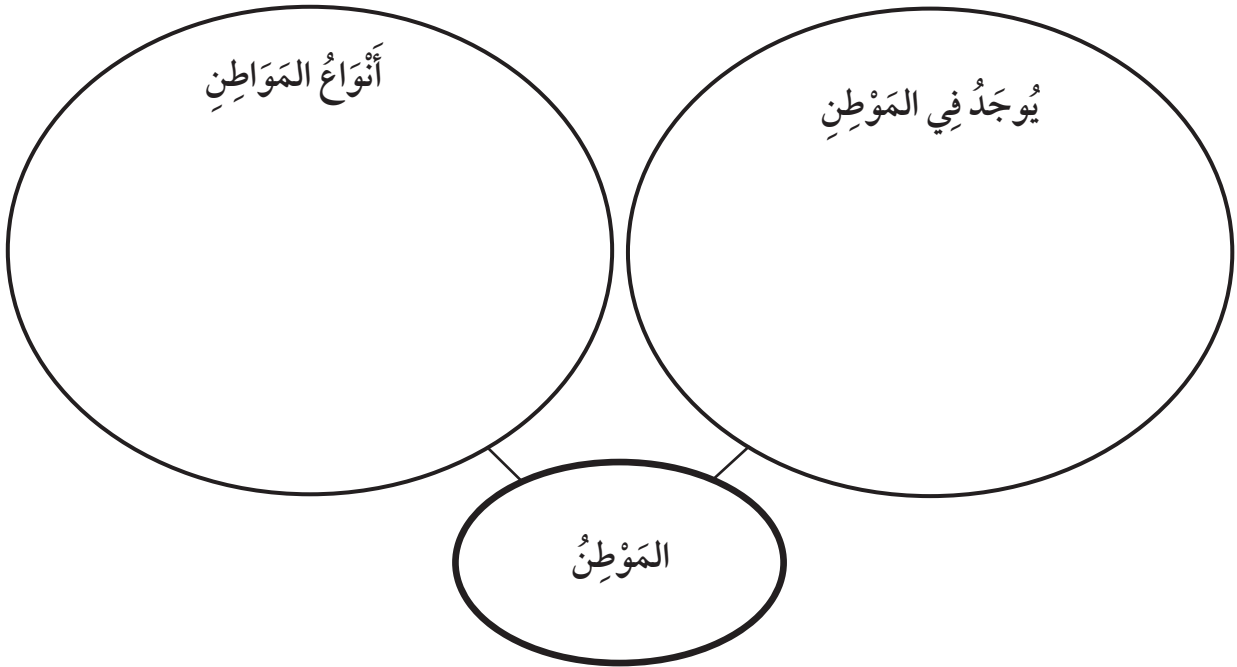 يُوجَدُ فِي المَوْطِنِ
أَنْوَاعُ المَوَاطِنِ
المَوْطِنُ